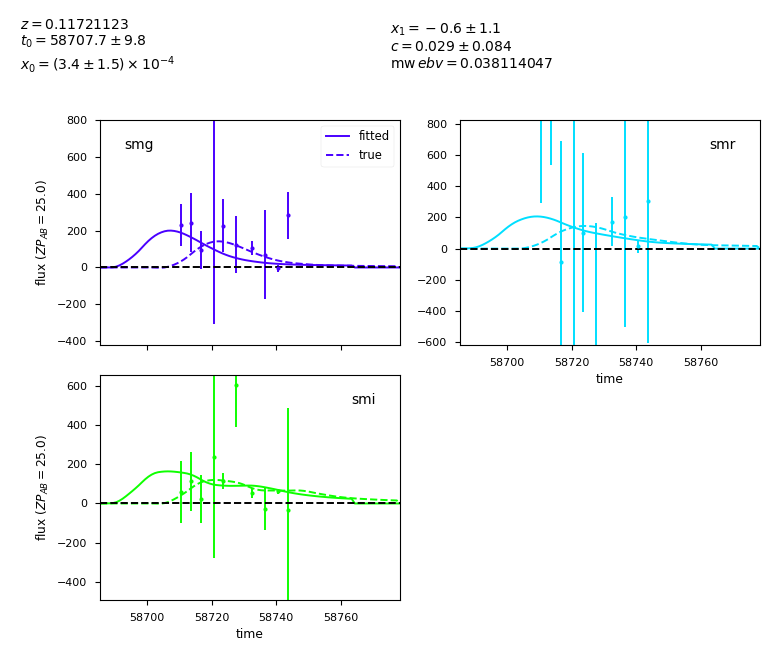 z = 0.11721123
t0 = 58707.7 ± 9.8
x0 = (3.4 ± 1.5) × 10^−4
x1 = −0.6 ± 1.1
c = 0.029 ± 0.084
mw ebv = 0.038114047
smg
fitted
true
800
600
400
200
0
−200
−400
flux (ZP_AB = 25.0)
smr
800
600
400
200
0
−200
−400
−600
58700
58720
58740
58760
time
smi
600
400
200
0
−200
−400
flux (ZP_AB = 25.0)
58700
58720
58740
58760
time